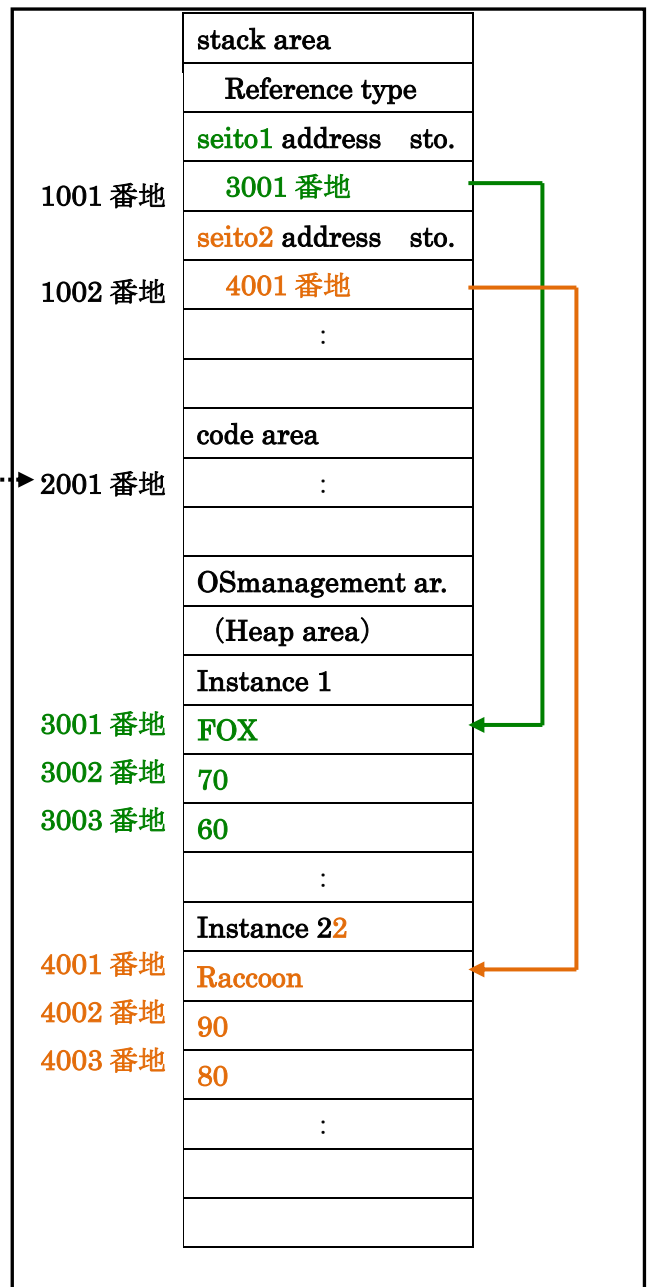 stack area
Reference type
seito1 address sto.
1001 番地 3001 番地
seito2 address sto.
1002 番地 4001 番地
:
code area
2001 番地 :
OSmanagement ar.
（Heap area）
Instance 1
3001 番地 FOX
3002 番地 70
3003 番地 60
:
Instance 22
4001 番地 Raccoon
4002 番地 90
4003 番地 80
: